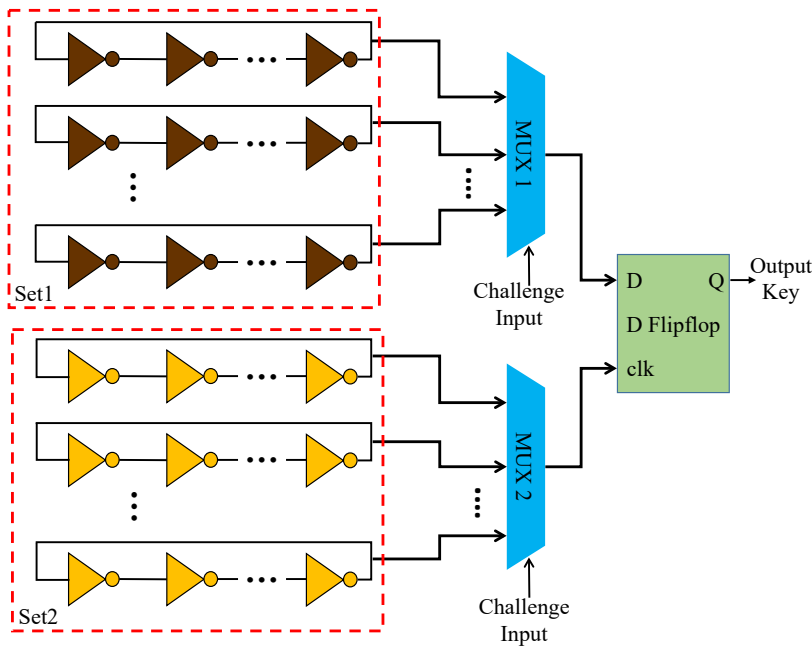 MUX 1
Set1
Challenge
Input
D
Q
D Flipflop
clk
Output
Key
MUX 2
Set2
Challenge
Input